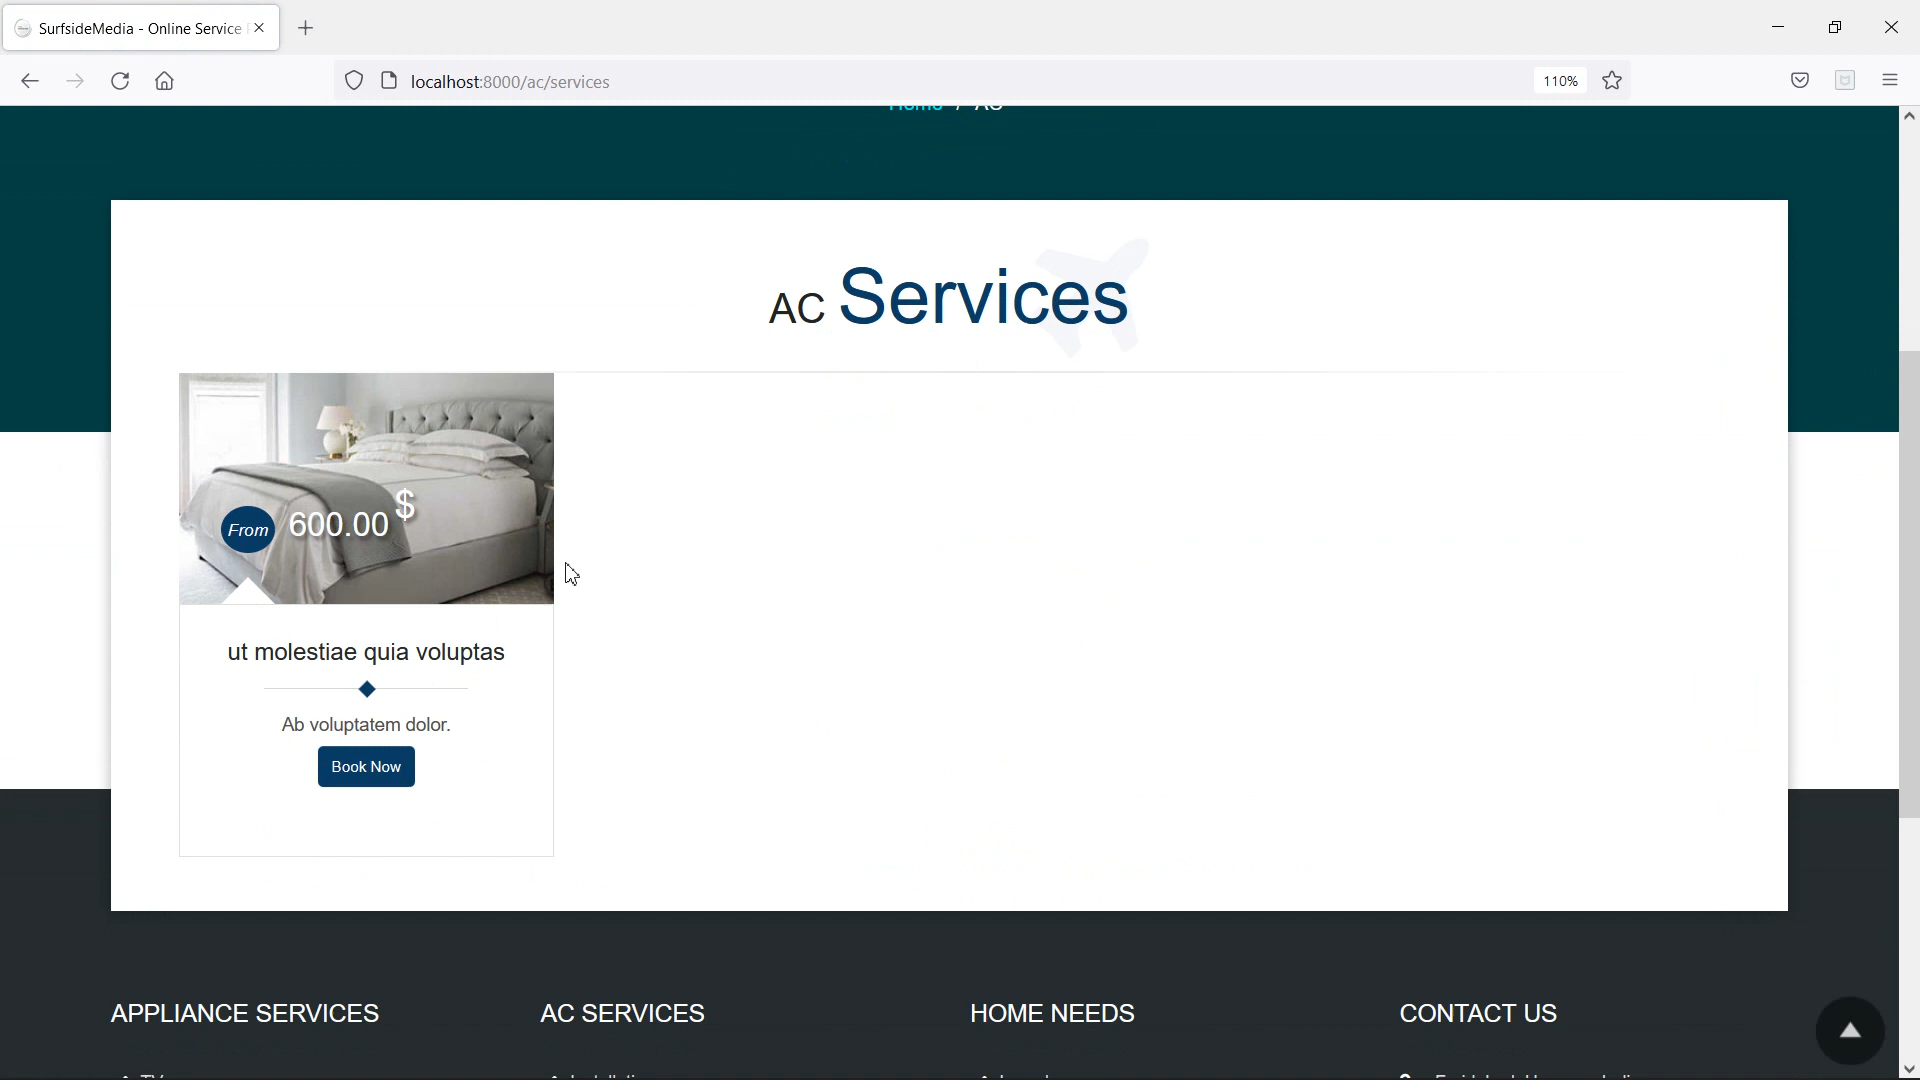 SurfsideMedia - Online Service
localhost:8000/ac/services
110%
AC Services
From 600.00 $
ut molestiae quia voluptas
Ab voluptatem dolor.
Book Now
APPLIANCE SERVICES
AC SERVICES
HOME NEEDS
CONTACT US